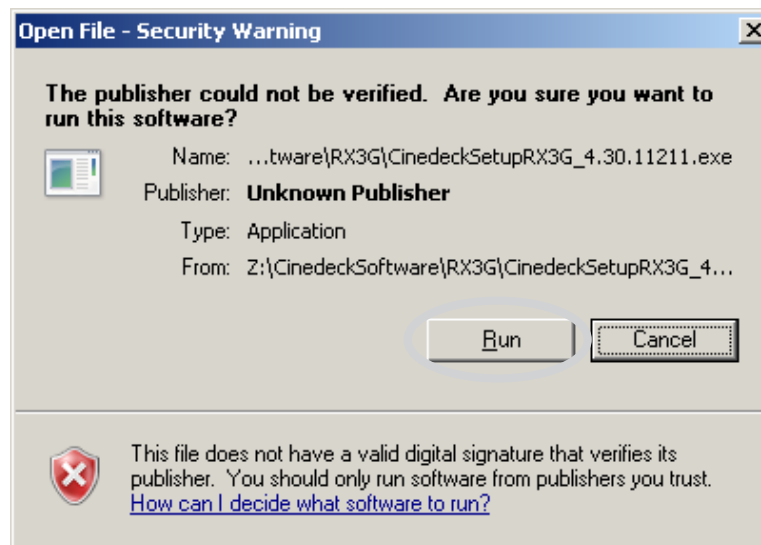 Open File - Security Warning
The publisher could not be verified.  Are you sure you want to
run this software?
Name: ...tware\RX3G\CinedeckSetupRX3G_4.30.11211.exe
Publisher: Unknown Publisher
Type: Application
From: Z:\CinedeckSoftware\RX3G\CinedeckSetupRX3G_4...
Run Cancel
This file does not have a valid digital signature that verifies its
publisher.  You should only run software from publishers you trust.
How can I decide what software to run?